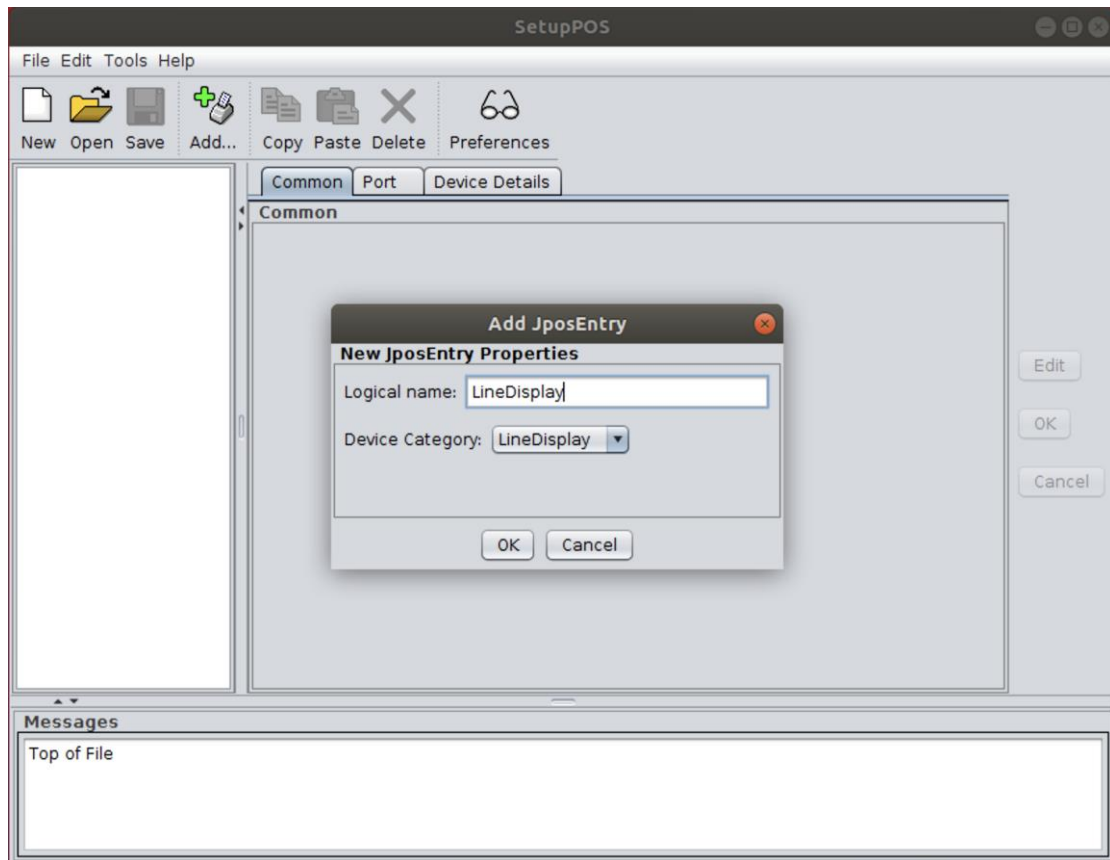 SetupPOS
File Edit Tools Help
New Open Save Add... Copy Paste Delete Preferences
Common Port Device Details
Common
Add JposEntry
New JposEntry Properties
Logical name: LineDisplay
Device Category: LineDisplay
OK Cancel
Edit
OK
Cancel
Messages
Top of File